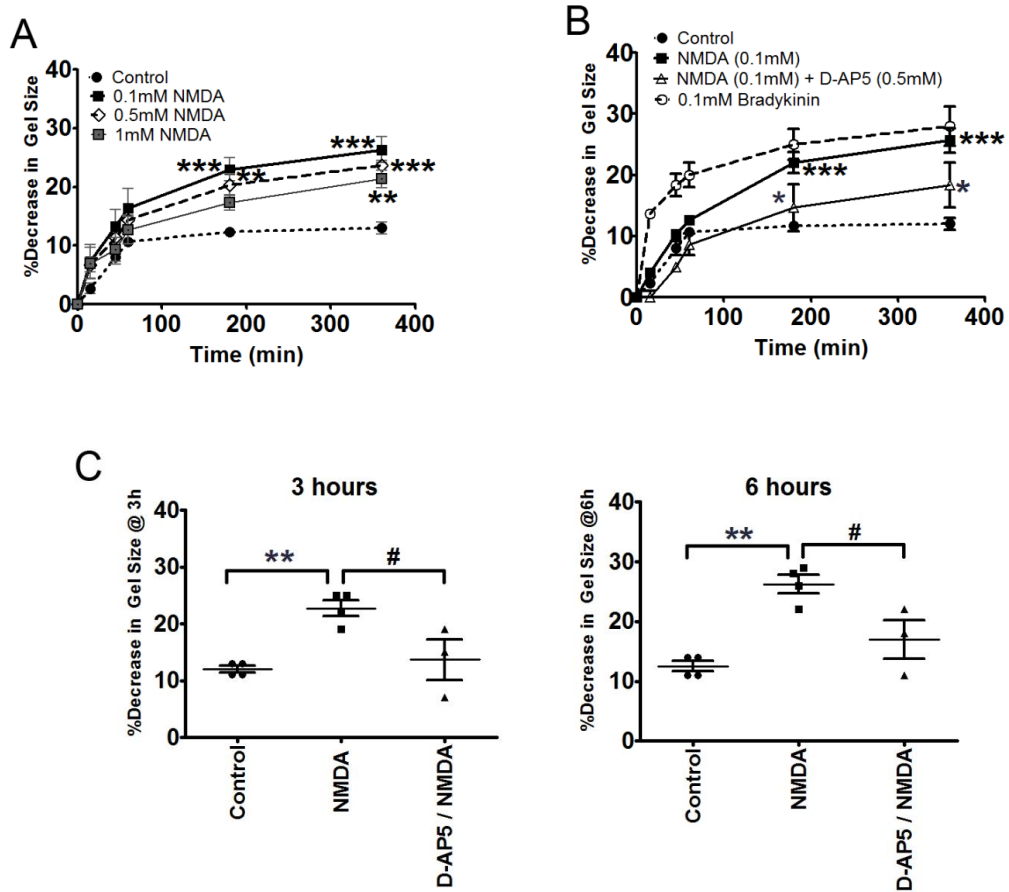 A
Control
0.1mM NMDA
0.5mM NMDA
1mM NMDA
%Decrease in Gel Size
40
30
20
10
0
*** ***
** ***
**
0 100 200 300 400
Time (min)
B
Control
NMDA (0.1mM)
NMDA (0.1mM) + D-AP5 (0.5mM)
0.1mM Bradykinin
%Decrease in Gel Size
40
30
20
10
0
*** ***
* *
0 100 200 300 400
Time (min)
C
3 hours
%Decrease in Gel Size @ 3h
40
30
20
10
0
** #
Control
NMDA
D-AP5 / NMDA
6 hours
%Decrease in Gel Size @6h
40
30
20
10
0
** #
Control
NMDA
D-AP5 / NMDA